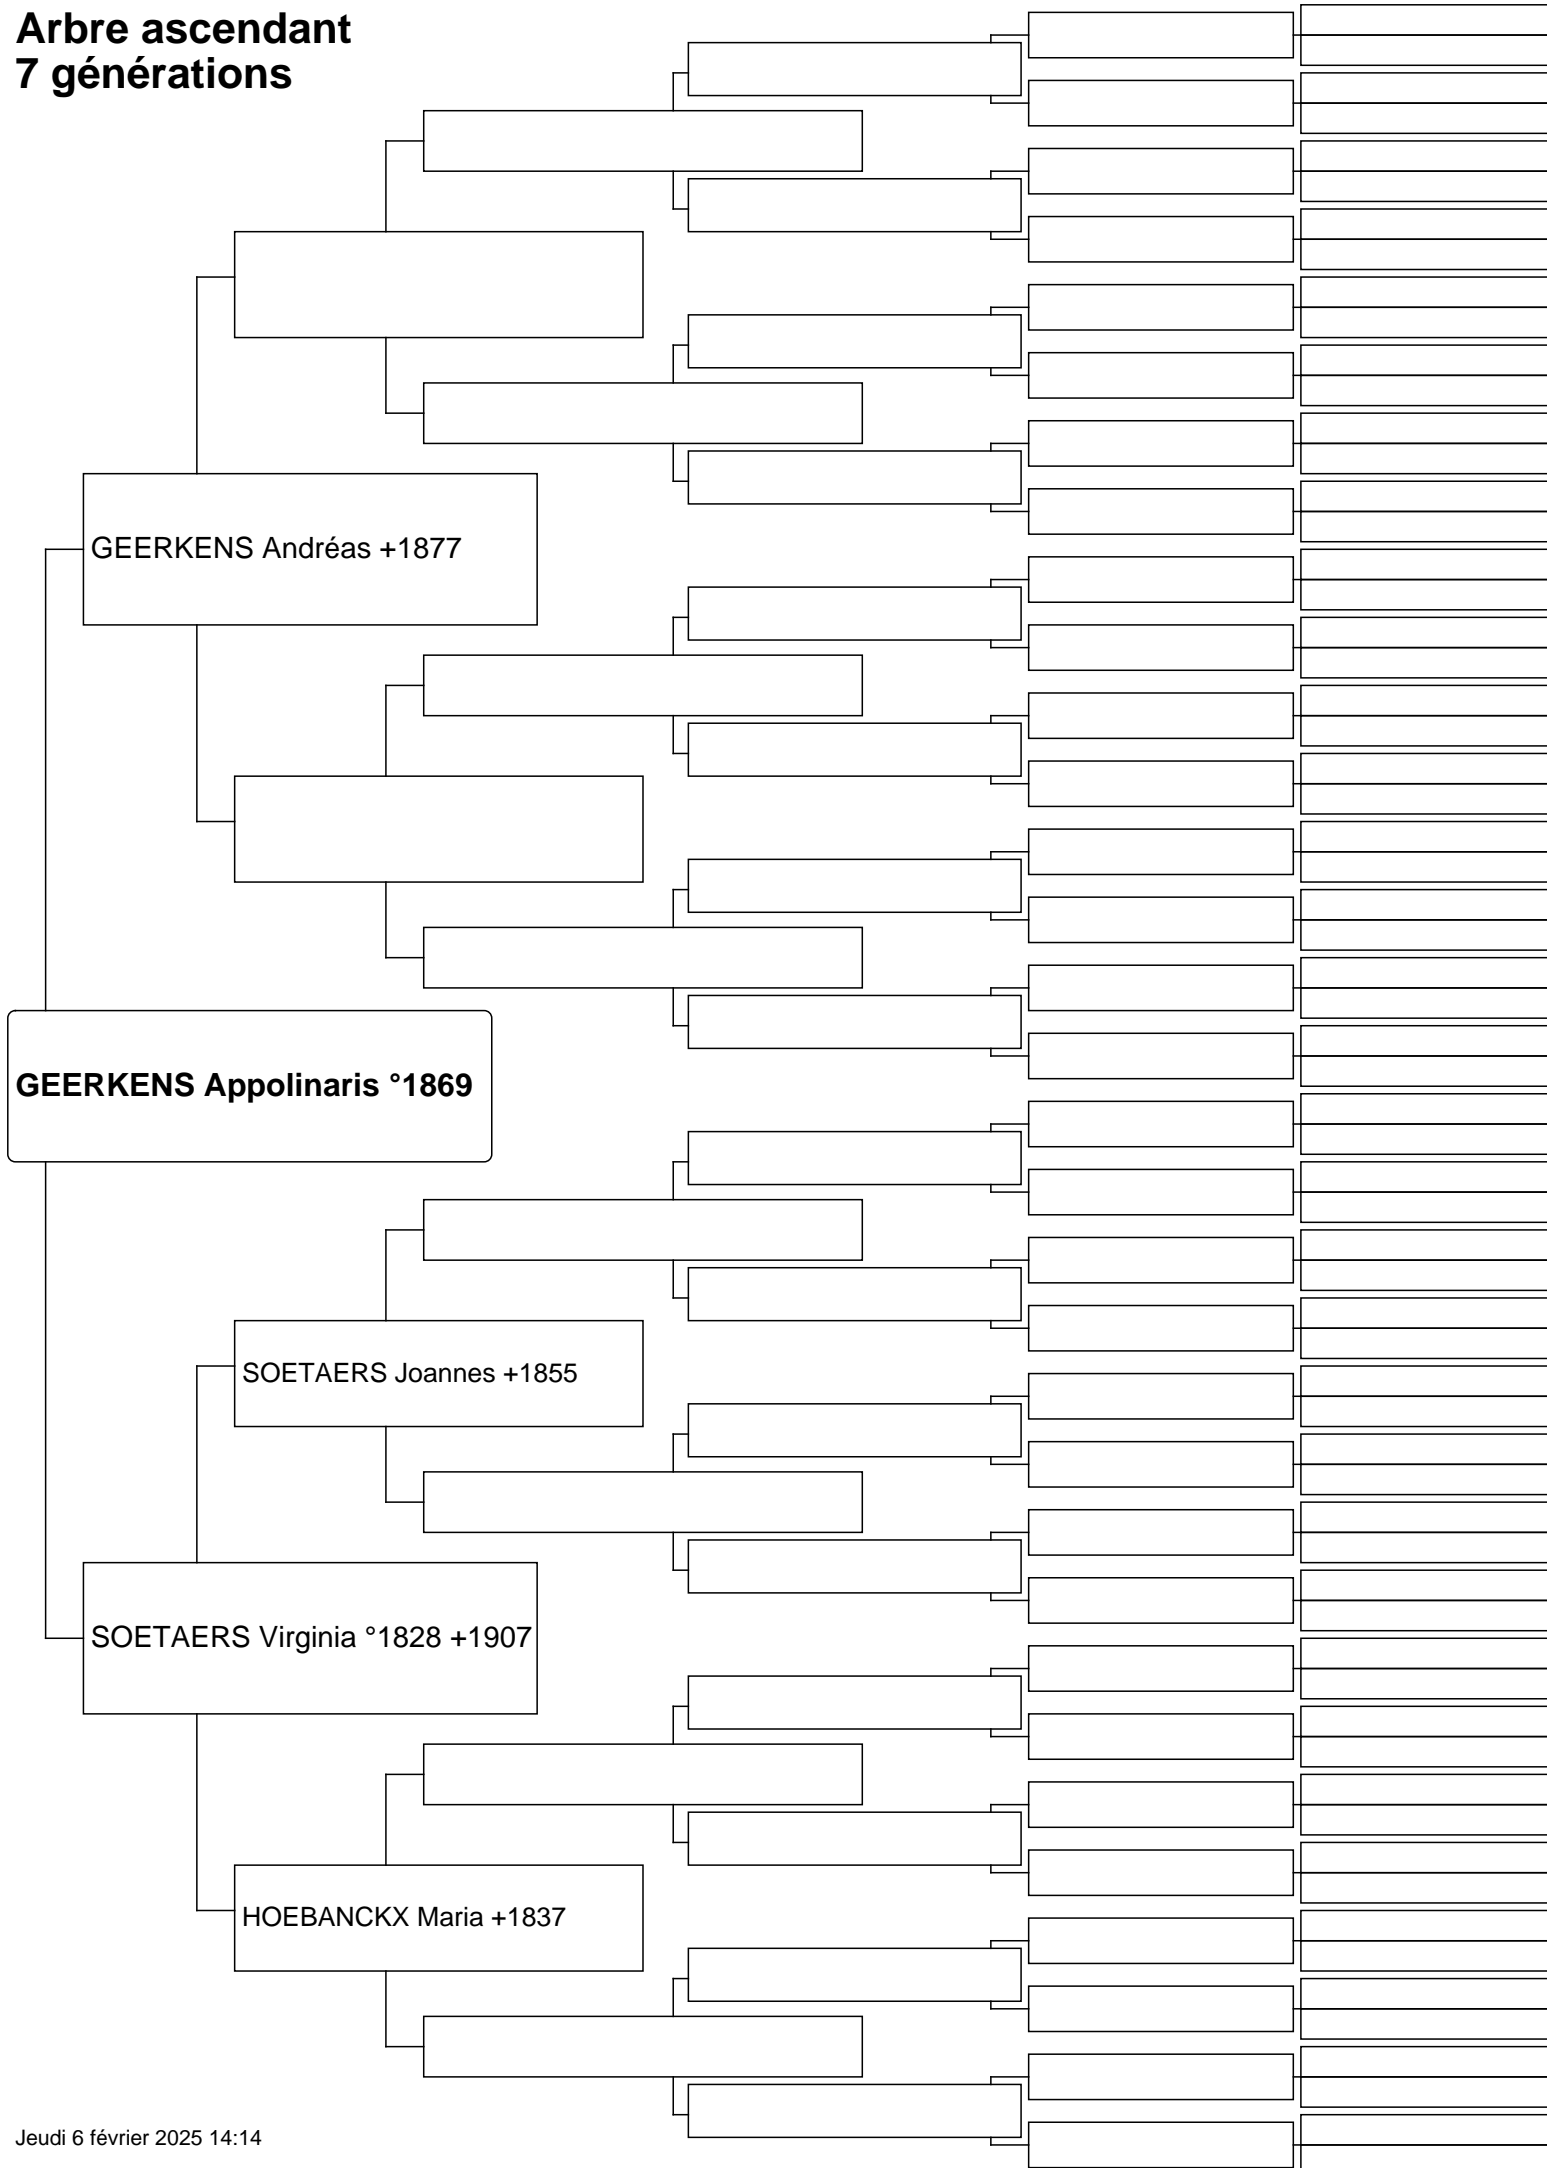 Arbre ascendant
7 générations
GEERKENS Andréas +1877
GEERKENS Appolinaris °1869
SOETAERS Joannes +1855
SOETAERS Virginia °1828 +1907
HOEBANCKX Maria +1837
Jeudi 6 février 2025 14:14